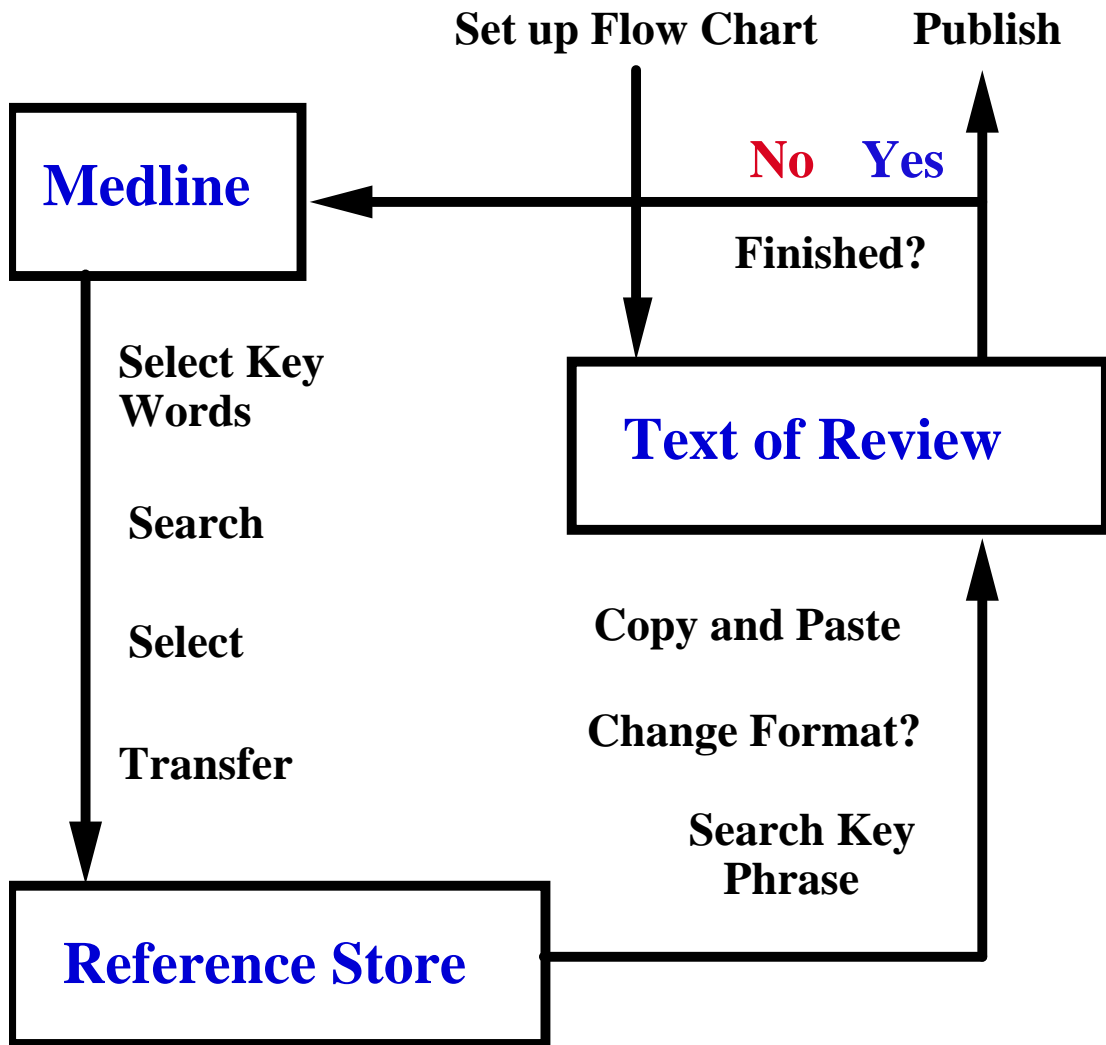 Set up Flow Chart
Publish
No
Yes
Medline
Finished?
Select Key
Words
Text of Review
Search
Select
Copy and Paste
Change Format?
Transfer
Search Key
Phrase
Reference Store